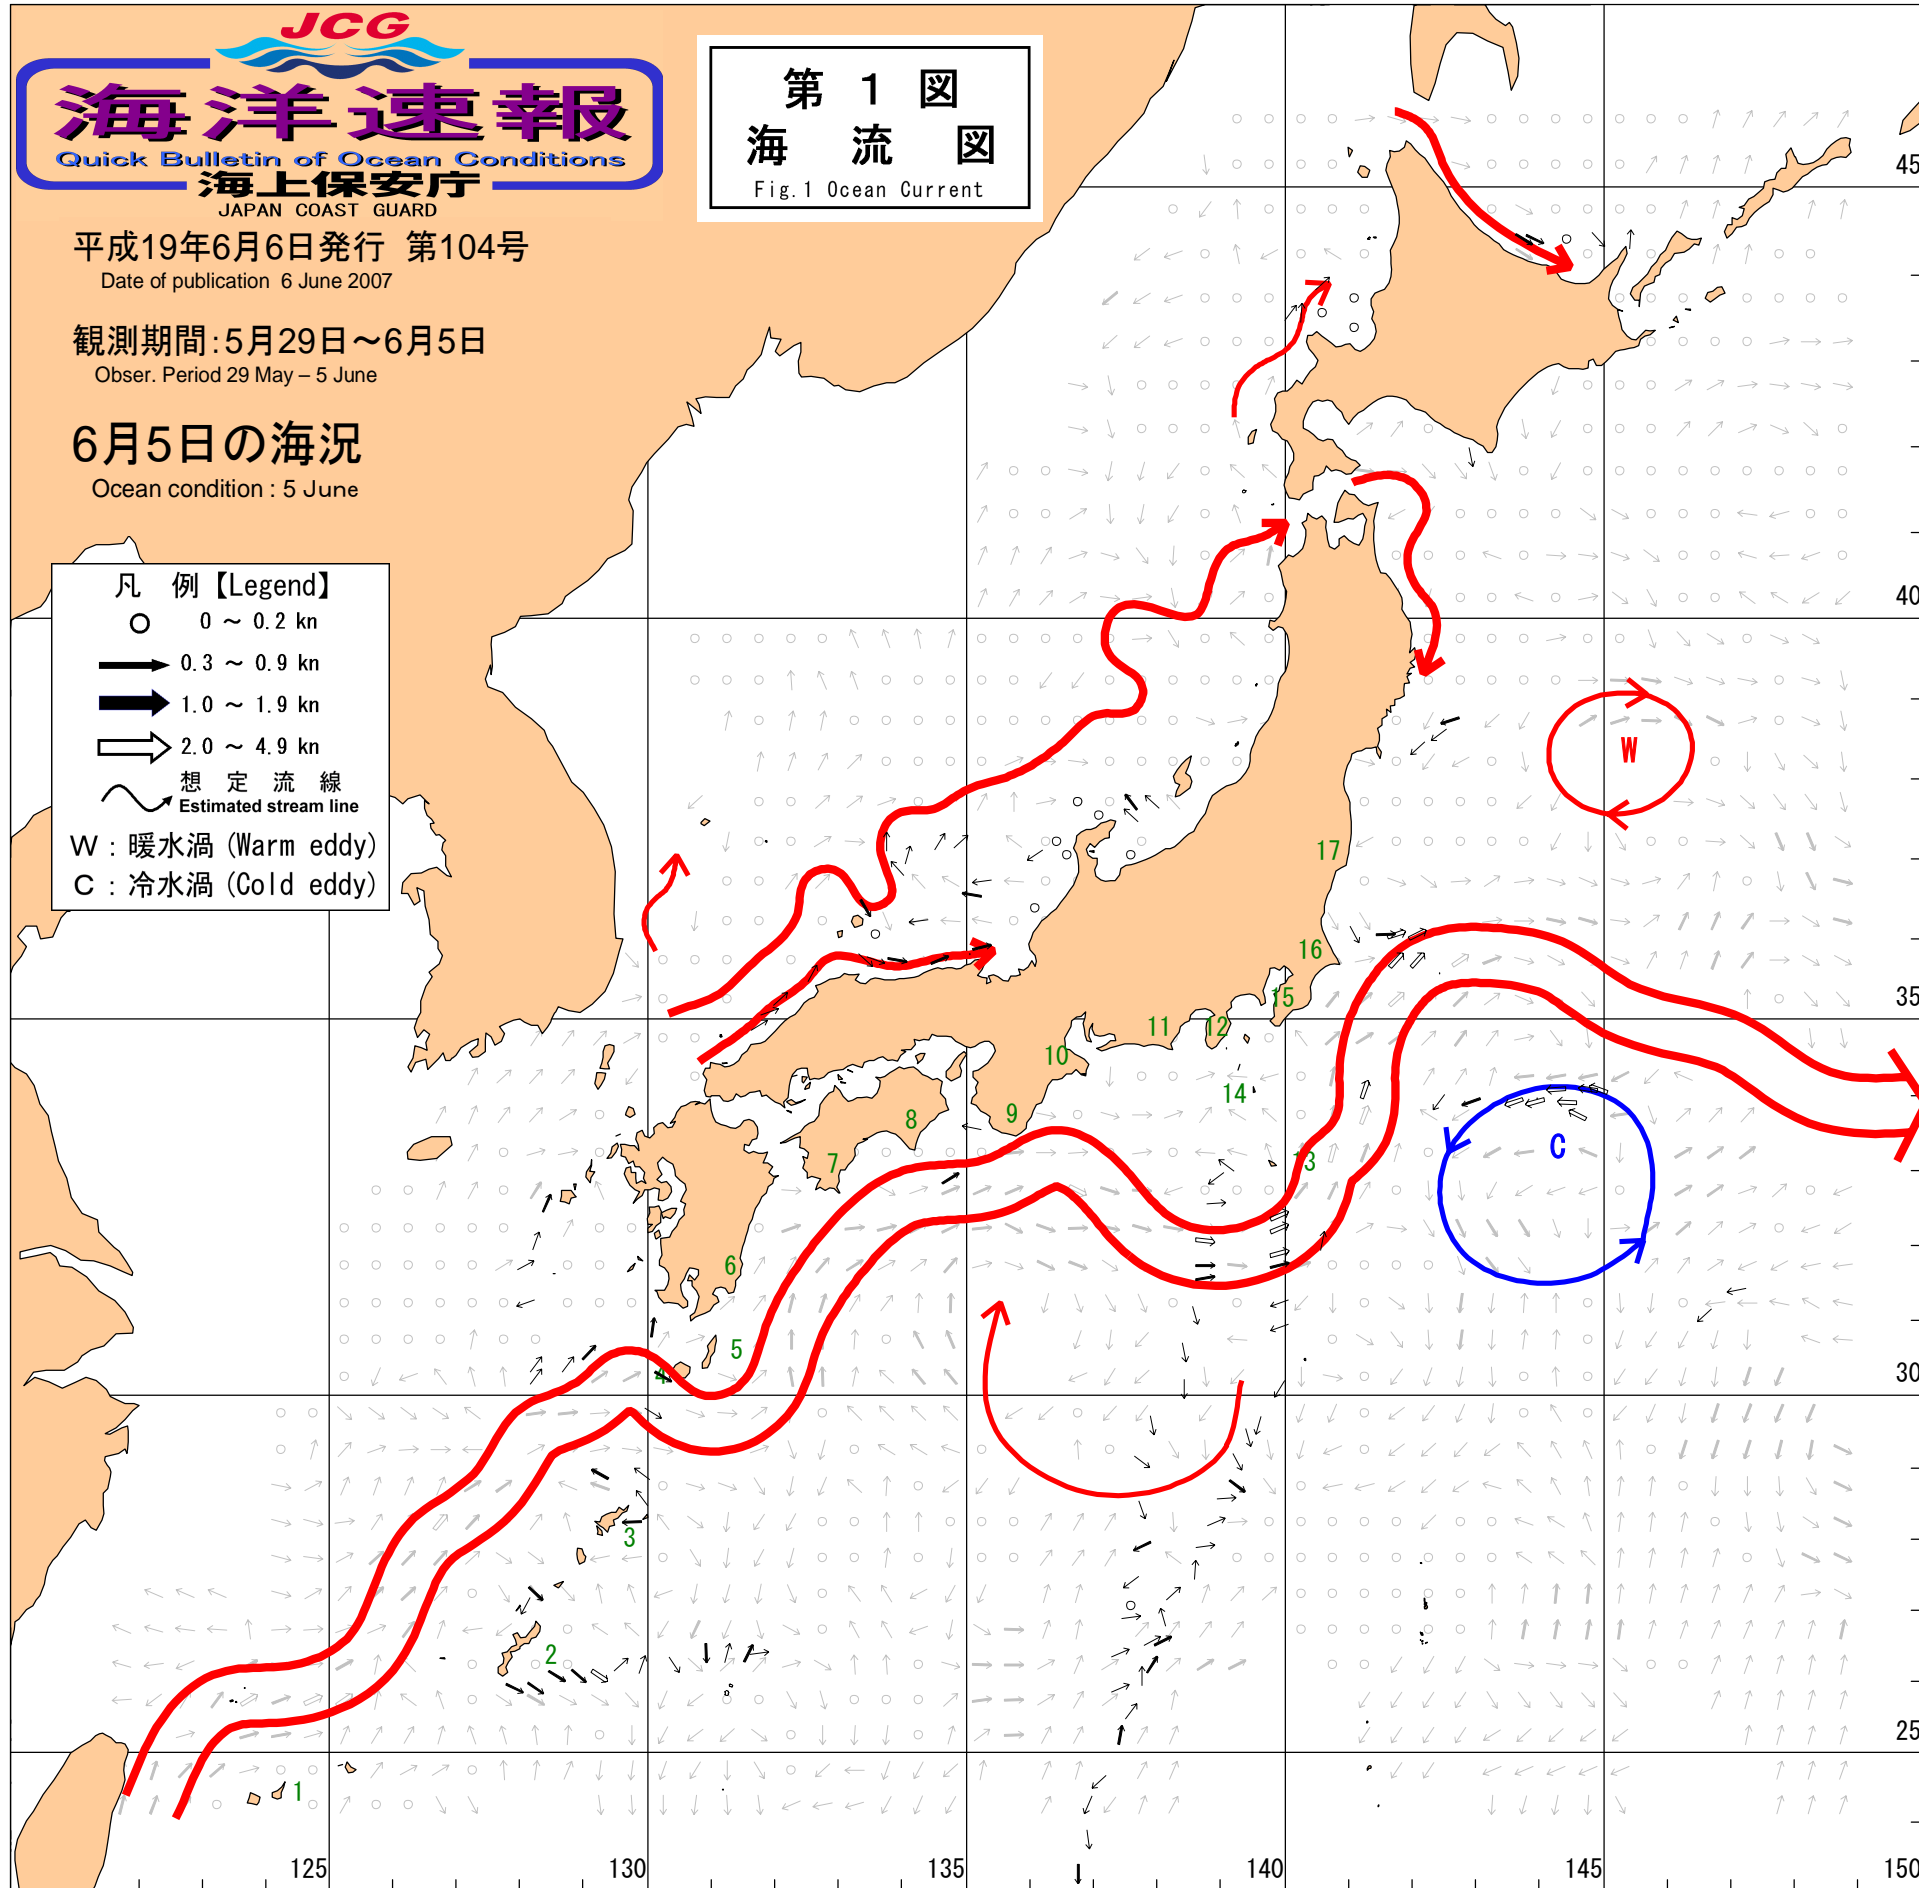 JCG
海洋速報
Quick Bulletin of Ocean Conditions
海上保安庁
JAPAN COAST GUARD
平成19年6月6日発行 第104号
Date of publication 6 June 2007
観測期間:5月29日～6月5日
Obser. Period 29 May – 5 June
6月5日の海況
Ocean condition : 5 June
第 1 図
海 流 図
Fig.1 Ocean Current
凡 例【Legend】
0 ～ 0.2 kn
0.3 ～ 0.9 kn
1.0 ～ 1.9 kn
2.0 ～ 4.9 kn
想 定 流 線
Estimated stream line
W : 暖水渦 (Warm eddy)
C : 冷水渦 (Cold eddy)
45
40
W
17
16
35
15
12
11
10
14
9
8
7
13
C
6
5
4
30
3
2
25
1
125
130
135
140
145
150